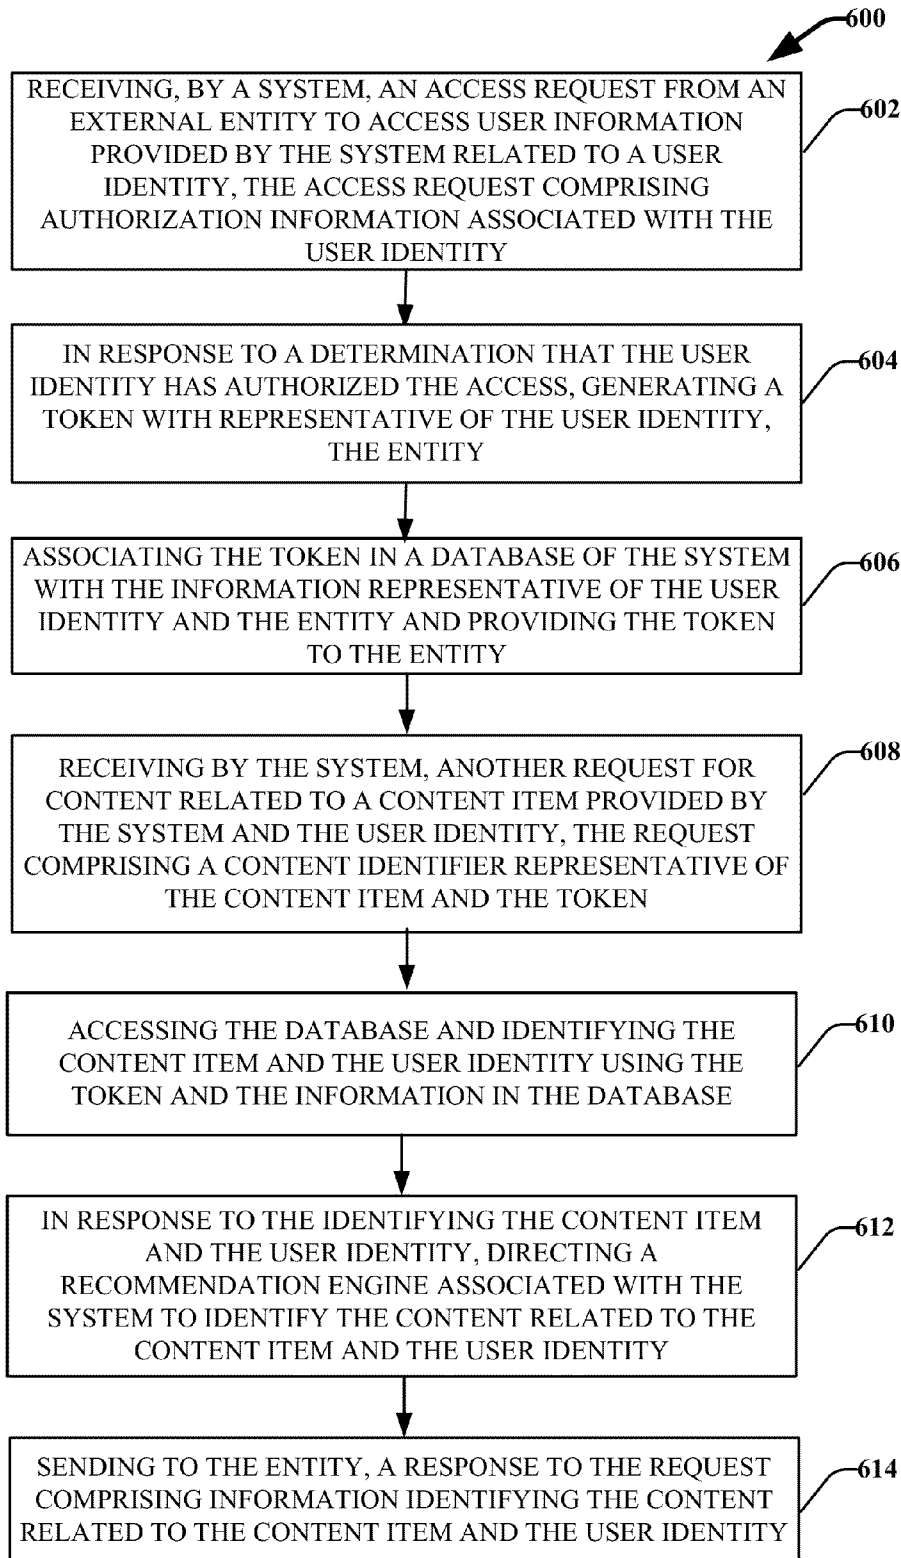 600
RECEIVING, BY A SYSTEM, AN ACCESS REQUEST FROM AN
EXTERNAL ENTITY TO ACCESS USER INFORMATION
PROVIDED BY THE SYSTEM RELATED TO A USER
IDENTITY, THE ACCESS REQUEST COMPRISING
AUTHORIZATION INFORMATION ASSOCIATED WITH THE
USER IDENTITY
602
IN RESPONSE TO A DETERMINATION THAT THE USER
IDENTITY HAS AUTHORIZED THE ACCESS, GENERATING A
TOKEN WITH REPRESENTATIVE OF THE USER IDENTITY,
THE ENTITY
604
ASSOCIATING THE TOKEN IN A DATABASE OF THE SYSTEM
WITH THE INFORMATION REPRESENTATIVE OF THE USER
IDENTITY AND THE ENTITY AND PROVIDING THE TOKEN
TO THE ENTITY
606
RECEIVING BY THE SYSTEM, ANOTHER REQUEST FOR
CONTENT RELATED TO A CONTENT ITEM PROVIDED BY
THE SYSTEM AND THE USER IDENTITY, THE REQUEST
COMPRISING A CONTENT IDENTIFIER REPRESENTATIVE OF
THE CONTENT ITEM AND THE TOKEN
608
ACCESSING THE DATABASE AND IDENTIFYING THE
CONTENT ITEM AND THE USER IDENTITY USING THE
TOKEN AND THE INFORMATION IN THE DATABASE
610
IN RESPONSE TO THE IDENTIFYING THE CONTENT ITEM
AND THE USER IDENTITY, DIRECTING A
RECOMMENDATION ENGINE ASSOCIATED WITH THE
SYSTEM TO IDENTIFY THE CONTENT RELATED TO THE
CONTENT ITEM AND THE USER IDENTITY
612
SENDING TO THE ENTITY, A RESPONSE TO THE REQUEST
COMPRISING INFORMATION IDENTIFYING THE CONTENT
RELATED TO THE CONTENT ITEM AND THE USER IDENTITY
614